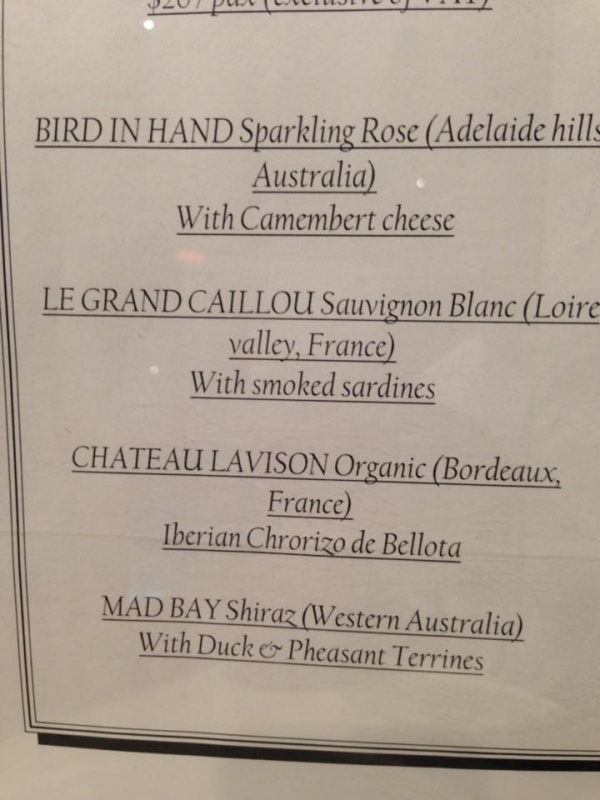 BIRD IN HAND Sparkling Rose (Adelaide hills
Australia)
With Camembert cheese
LE GRAND CAILLOU Sauvignon Blanc (Loire
valley, France)
With smoked sardines
CHATEAU LAVISON Organic (Bordeaux,
France)
Iberian Chrorizo de Bellota
MAD BAY Shiraz (Western Australia)
With Duck & Pheasant Terrines